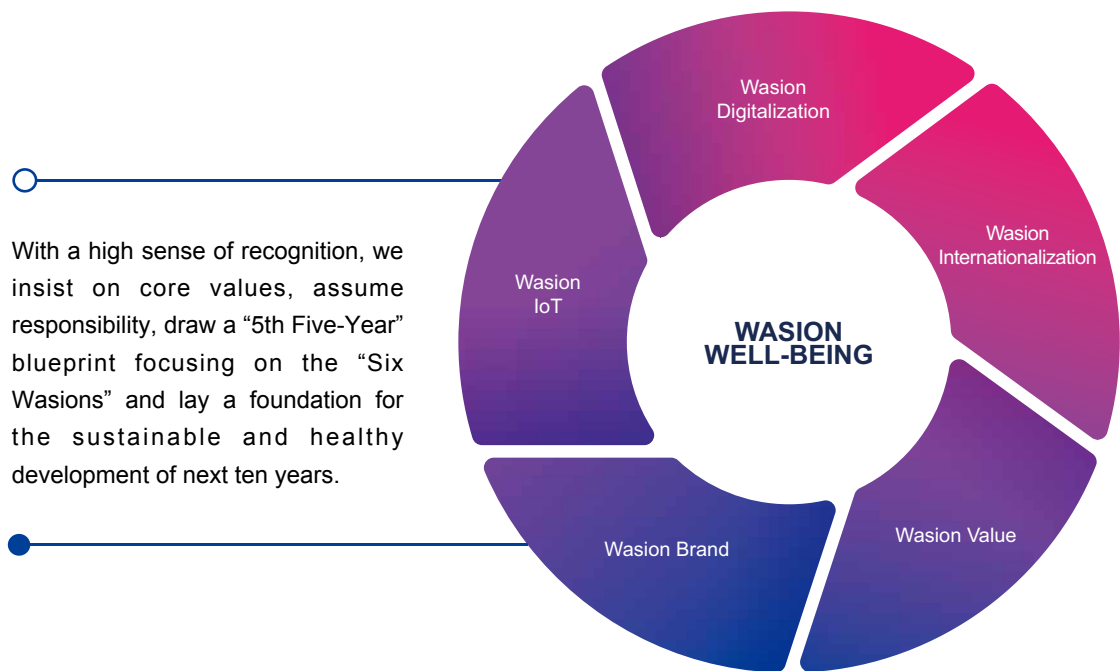 With a high sense of recognition, we
insist on core values, assume
responsibility, draw a “5th Five-Year”
blueprint focusing on the “Six
Wasions” and lay a foundation for
the sustainable and healthy
development of next ten years.
Wasion
Digitalization
Wasion
Internationalization
Wasion
IoT
WASION
WELL-BEING
Wasion Value
Wasion Brand